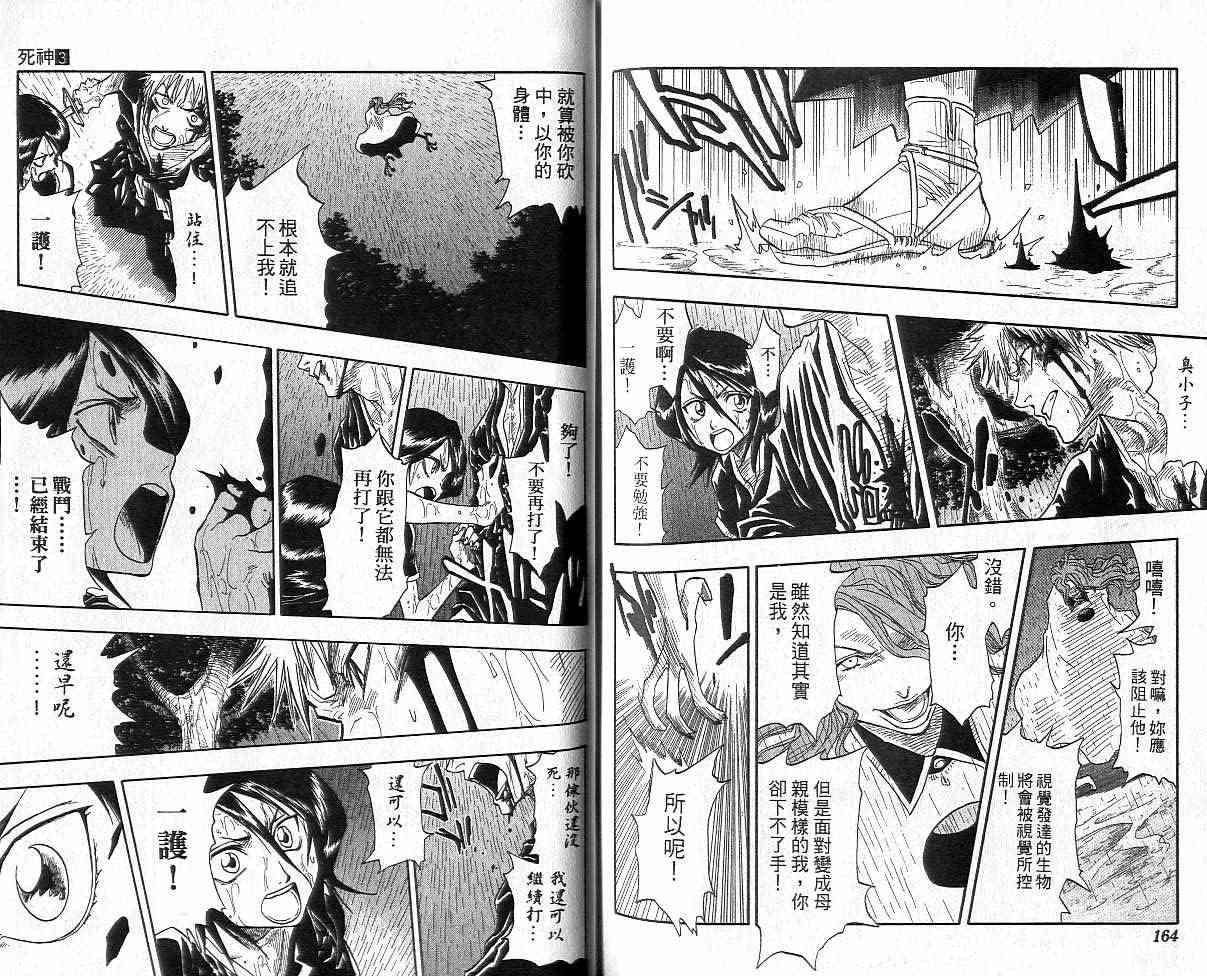 臭小子…
不…
不要啊…
一護！
不要勉強！
嘻嘻！
對嘛，妳應
該阻止他！
視覺發達的生物
將會被視覺所控
制！
沒錯。
你…
雖然知道其實
是我，
但是面對變成母
親模樣的我，你
卻下不了手！
所以呢！
164
死神3
就算被你砍
中，以你的
身體…
根本就追
不上我！
站住…！
一護！
夠了！
不要再打了！
你跟它都無法
再打了！
戰鬥……
已經結束了
…！
還早呢
……！
那傢伙還沒
死…
我還可以
繼續打…
還可以…
一護！